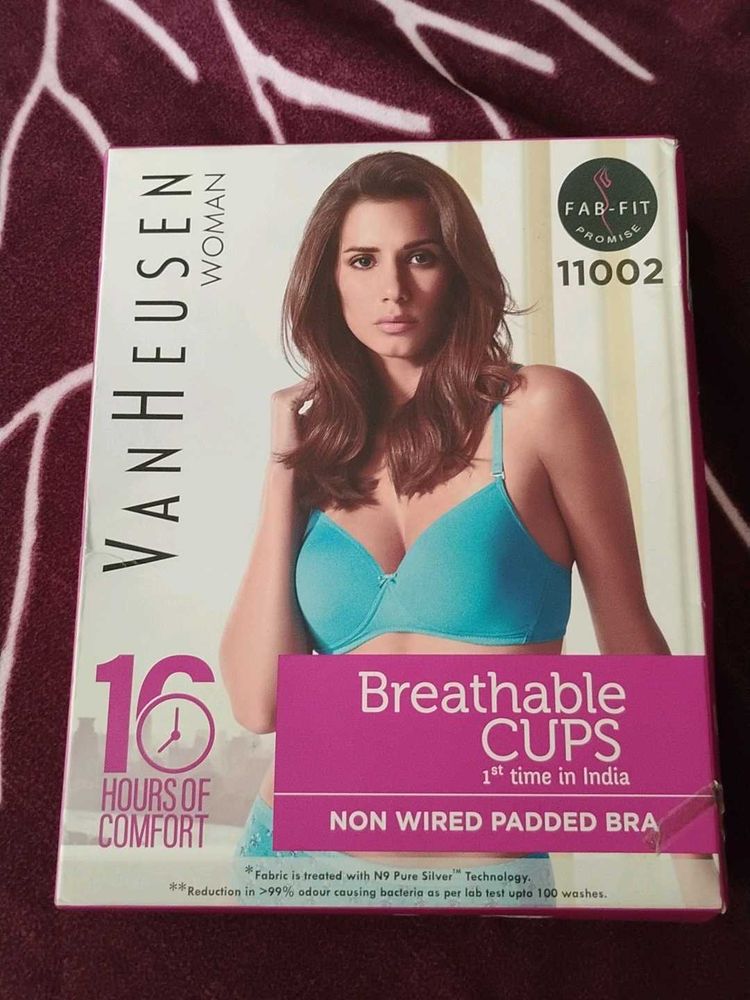 VAN HEUSEN
WOMAN
FAB-FIT
PROMISE
11002
16
HOURS OF
COMFORT
Breathable
CUPS
1st time in India
NON WIRED PADDED BRA
*Fabric is treated with N9 Pure Silver™ Technology.
**Reduction in >99% odour causing bacteria as per lab test upto 100 washes.